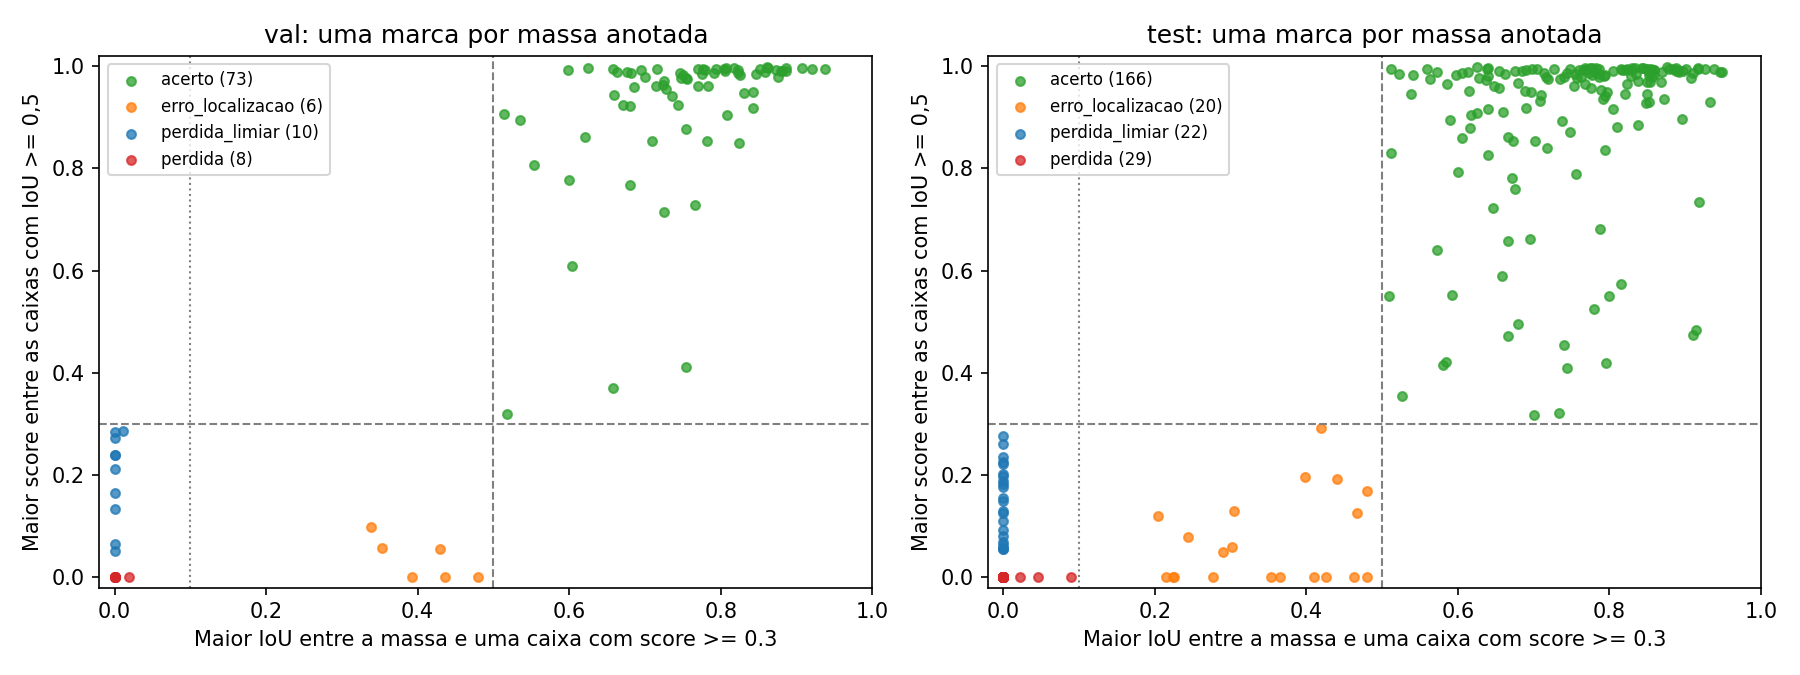 val: uma marca por massa anotada
acerto (73)
erro_localizacao (6)
perdida_limiar (10)
perdida (8)
Maior score entre as caixas com IoU >= 0,5
1.0
0.8
0.6
0.4
0.2
0.0
0.0 0.2 0.4 0.6 0.8 1.0
Maior IoU entre a massa e uma caixa com score >= 0.3
test: uma marca por massa anotada
acerto (166)
erro_localizacao (20)
perdida_limiar (22)
perdida (29)
Maior score entre as caixas com IoU >= 0,5
1.0
0.8
0.6
0.4
0.2
0.0
0.0 0.2 0.4 0.6 0.8 1.0
Maior IoU entre a massa e uma caixa com score >= 0.3